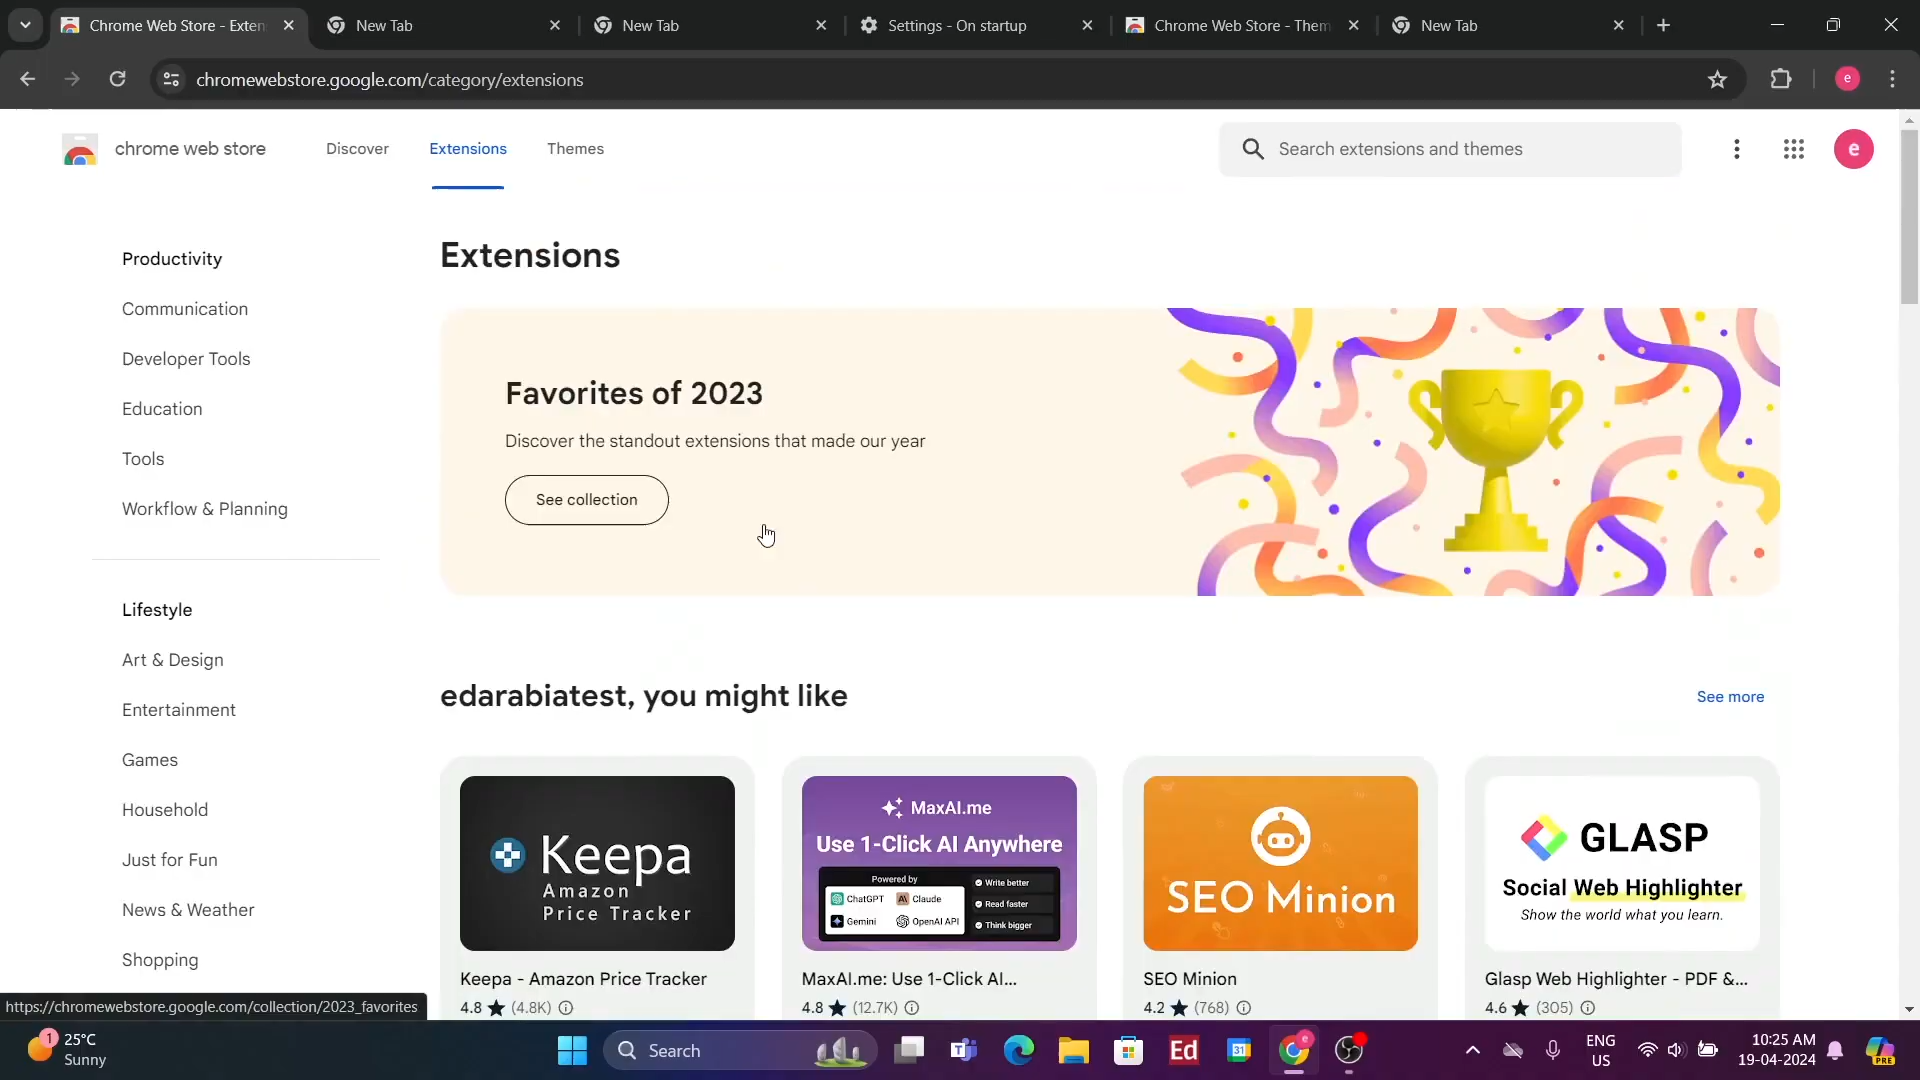 Chrome Web Store - Exten
New Tab
New Tab
Settings - On startup
Chrome Web Store - Them
New Tab
chromewebstore.google.com/category/extensions
e
chrome web store
Discover
Extensions
Themes
Search extensions and themes
e
Productivity
Communication
Developer Tools
Education
Tools
Workflow & Planning
Lifestyle
Art & Design
Entertainment
Games
Household
Just for Fun
News & Weather
Shopping
Extensions
Favorites of 2023
Discover the standout extensions that made our year
See collection
edarabiatest, you might like
See more
Keepa
Amazon
Price Tracker
Keepa - Amazon Price Tracker
4.8 (4.8K)
MaxAI.me
Use 1-Click AI Anywhere
Powered by
ChatGPT
Claude
Gemini
OpenAI API
Write better
Read faster
Think bigger
MaxAI.me: Use 1-Click AI...
4.8 (12.7K)
SEO Minion
SEO Minion
4.2 (768)
GLASP
Social Web Highlighter
Show the world what you learn.
Glasp Web Highlighter - PDF &...
4.6 (305)
https://chromewebstore.google.com/collection/2023_favorites
1
25°C
Sunny
Search
Ed
31
e
ENG
US
10:25 AM
19-04-2024
PRE